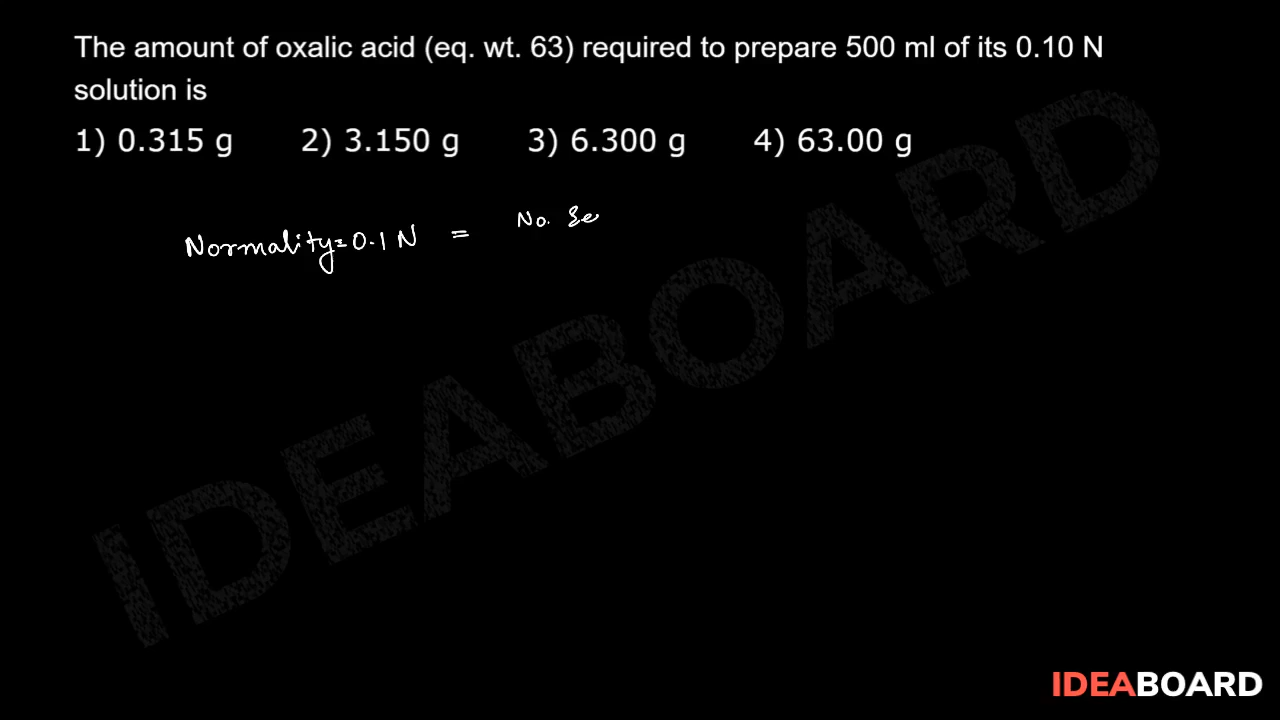 The amount of oxalic acid (eq. wt. 63) required to prepare 500 ml of its 0.10 N
solution is
1) 0.315 g 2) 3.150 g 3) 6.300 g 4) 63.00 g
Normality=0.1 N = No.
IDEABOARD
IDEABOARD